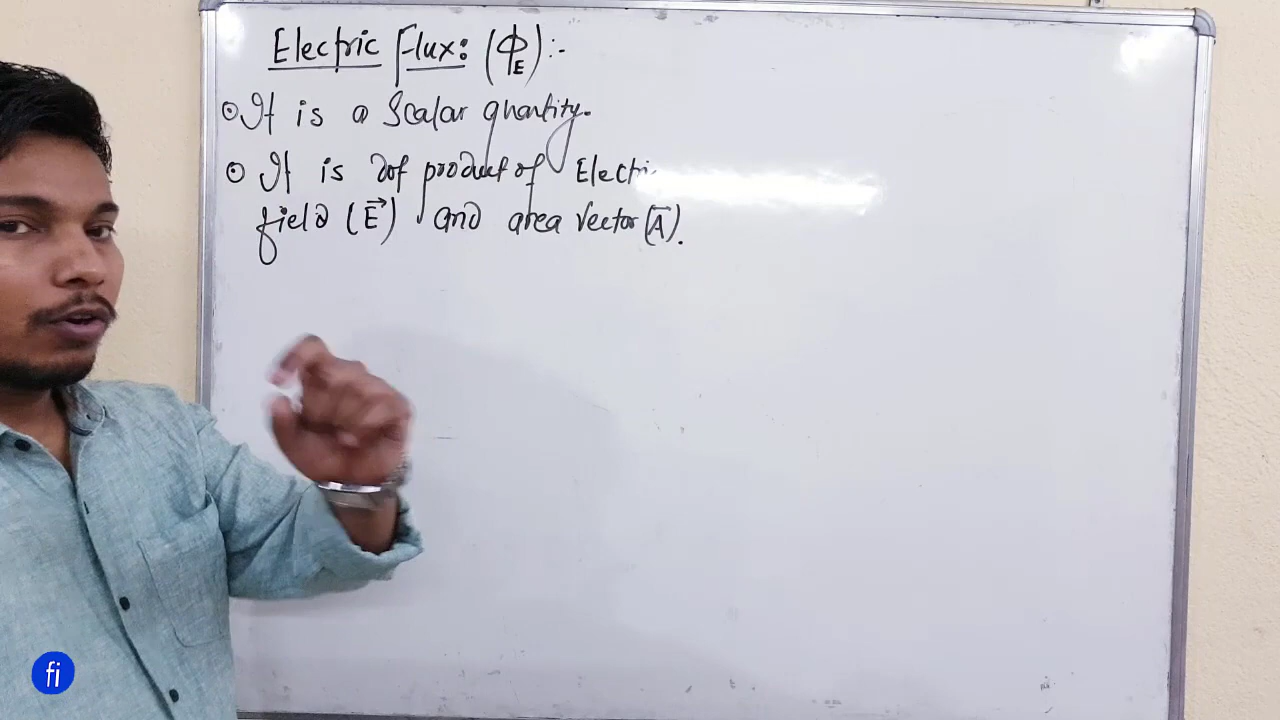 Electric Flux: (ΦE) :-
⊙ It is a Scalar quantity.
⊙ It is dot product of Electri
field (E⃗) and area Vector (A⃗).
fi